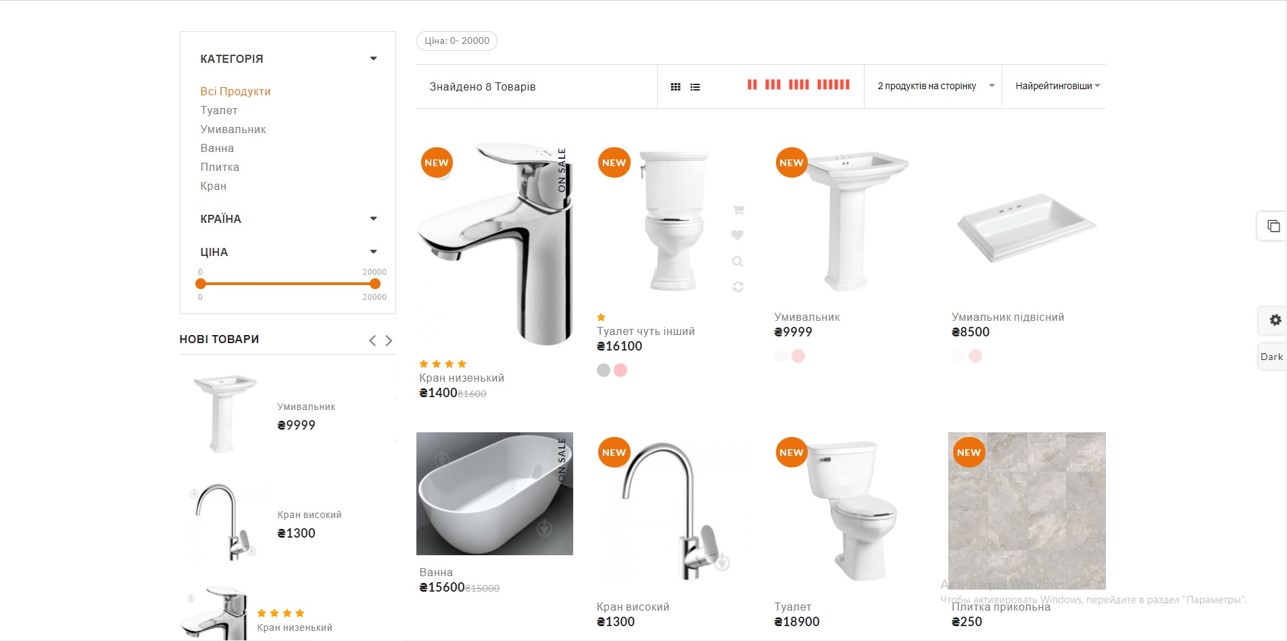 КАТЕГОРІЯ
Всі Продукти
Туалет
Умивальник
Ванна
Плитка
Кран
КРАЇНА
ЦІНА
0 20000
0 20000
НОВІ ТОВАРИ
Умивальник
₴9999
Кран високий
₴1300
Кран низенький
Ціна: 0- 20000
Знайдено 8 Товарів
2 продуктів на сторінку
Найрейтинговіши
NEW
ON SALE
Кран низенький
₴1400₴1600
NEW
Туалет чуть інший
₴16100
NEW
Умивальник
₴9999
Умиальник підвісний
₴8500
ON SALE
Ванна
₴15600₴15000
NEW
Кран високий
₴1300
NEW
Туалет
₴18900
NEW
Плитка прикольна
₴250
Активация Windows
Чтобы активировать Windows, перейдите в раздел "Параметры".
Dark